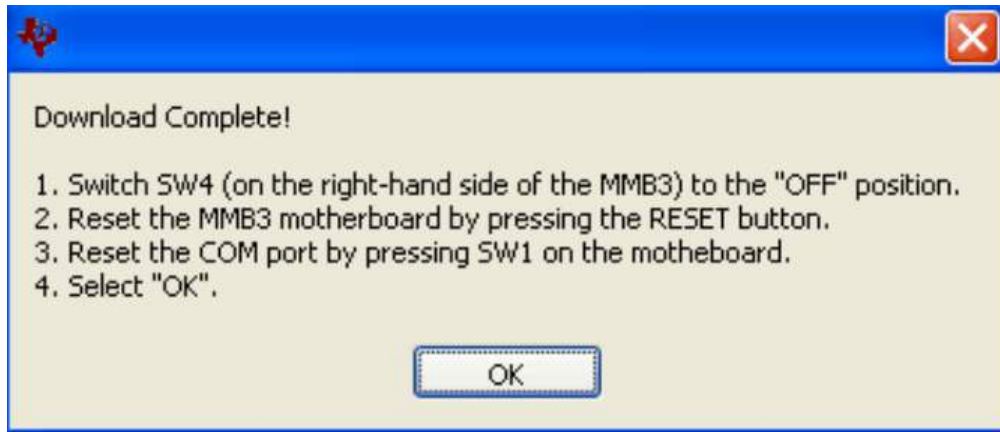 Download Complete!
1. Switch SW4 (on the right-hand side of the MMB3) to the "OFF" position.
2. Reset the MMB3 motherboard by pressing the RESET button.
3. Reset the COM port by pressing SW1 on the motheboard.
4. Select "OK".
OK